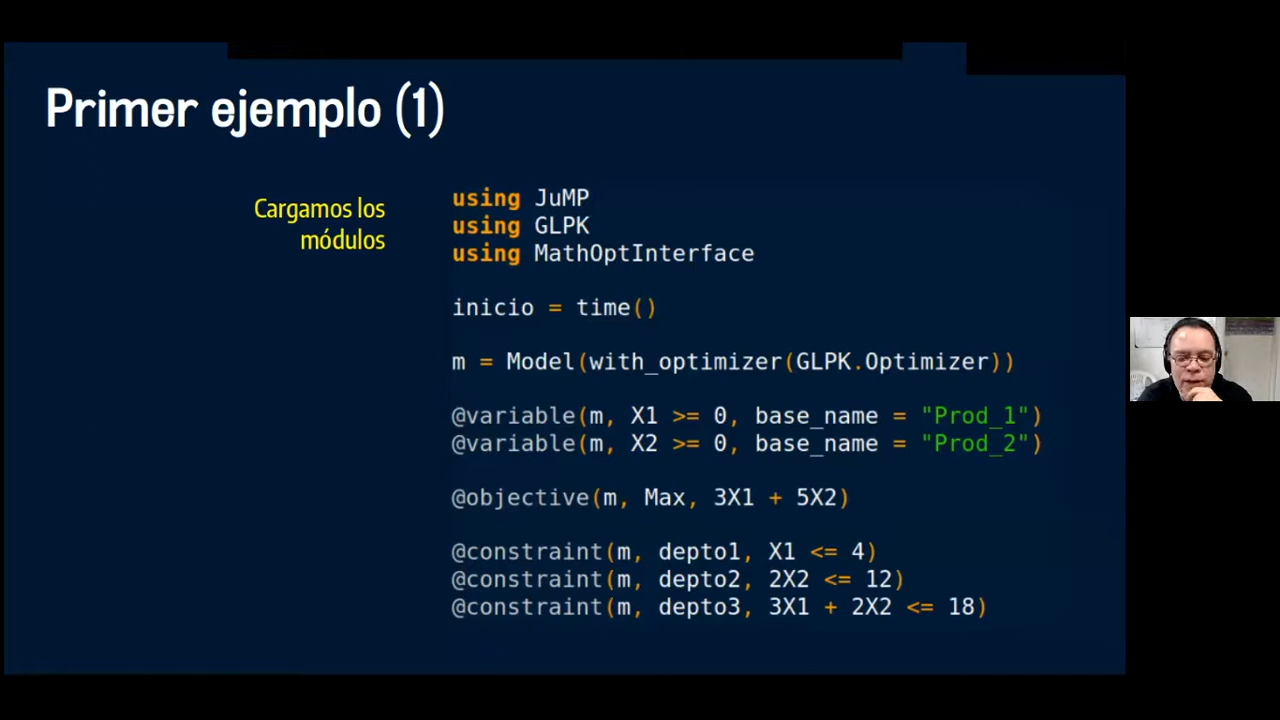 Primer ejemplo (1)
Cargamos los
módulos
using JuMP
using GLPK
using MathOptInterface
inicio = time()
m = Model(with_optimizer(GLPK.Optimizer))
@variable(m, X1 >= 0, base_name = "Prod_1")
@variable(m, X2 >= 0, base_name = "Prod_2")
@objective(m, Max, 3X1 + 5X2)
@constraint(m, depto1, X1 <= 4)
@constraint(m, depto2, 2X2 <= 12)
@constraint(m, depto3, 3X1 + 2X2 <= 18)